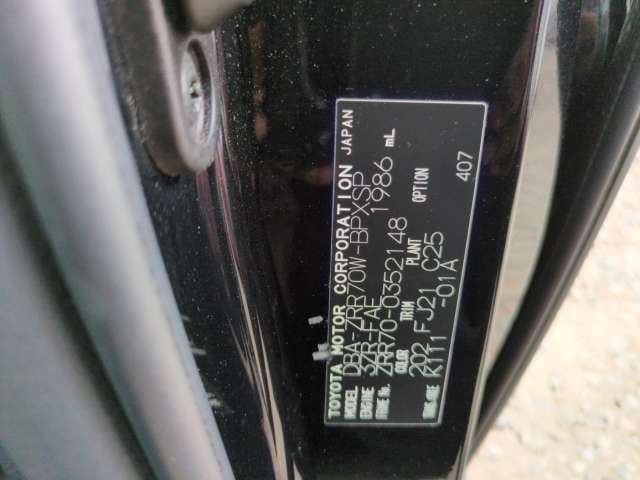 TOYOTA MOTOR CORPORATION JAPAN
MODEL DBA-ZRR70W-BPXSP
ENGINE 3ZR-FAE 1986 mL
FRAME No. ZRR70-0352148
COLOR TRIM PLANT OPTION
202 FJ21 C25
TRANS./AXLE K111 -01A
407